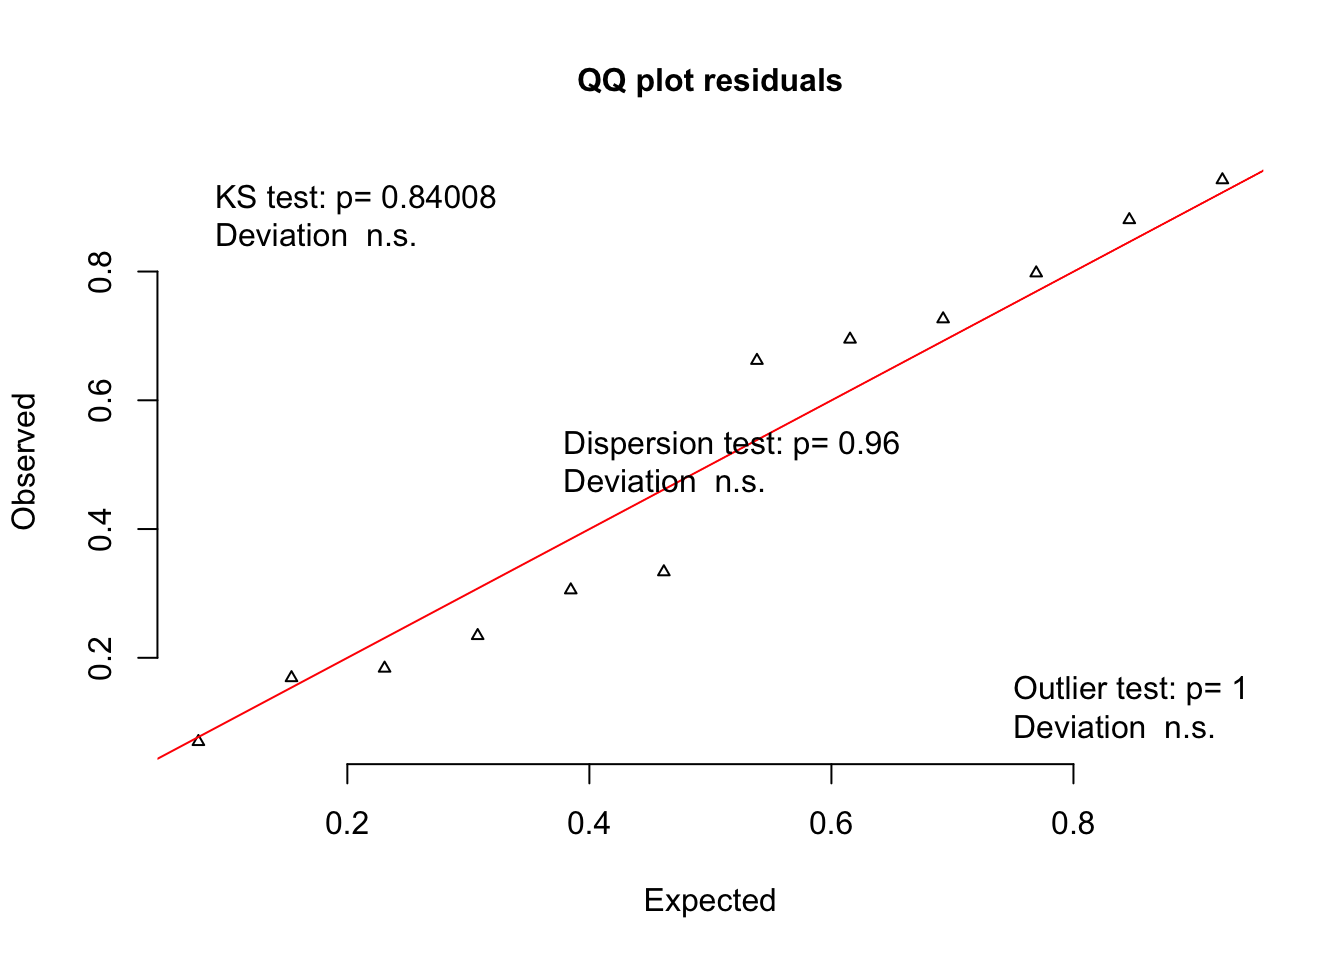 QQ plot residuals
KS test: p= 0.84008
Deviation  n.s.
Dispersion test: p= 0.96
Deviation  n.s.
Outlier test: p= 1
Deviation  n.s.
Observed
0.8
0.6
0.4
0.2
0.2
0.4
0.6
0.8
Expected